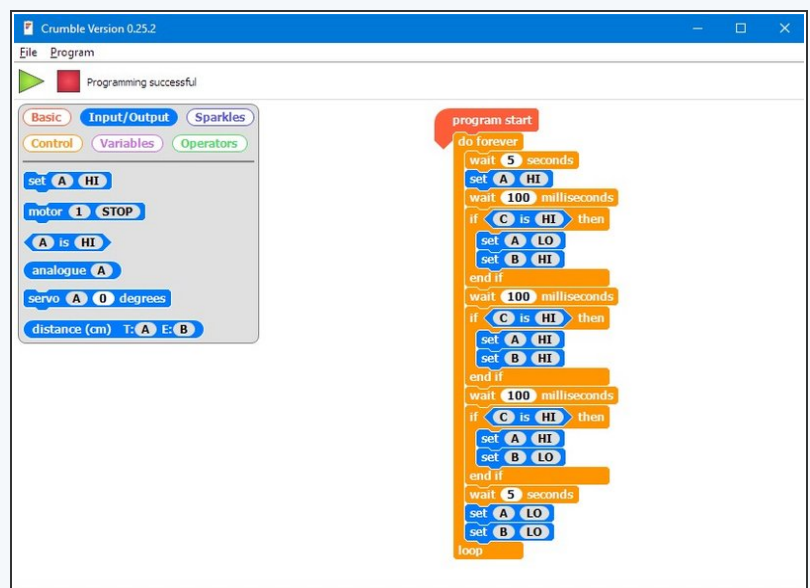 Crumble Version 0.25.2
File Program
Programming successful
Basic Input/Output Sparkles
Control Variables Operators
set A HI
motor 1 STOP
A is HI
analogue A
servo A 0 degrees
distance (cm) T: A E: B
program start
do forever
wait 5 seconds
set A HI
wait 100 milliseconds
if C is HI then
set A LO
set B HI
end if
wait 100 milliseconds
if C is HI then
set A HI
set B HI
end if
wait 100 milliseconds
if C is HI then
set A HI
set B LO
end if
wait 5 seconds
set A LO
set B LO
loop